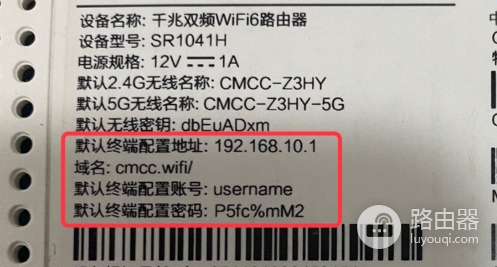 设备名称: 千兆双频WiFi6路由器
设备型号: SR1041H
电源规格: 12V 1A
默认2.4G无线名称: CMCC-Z3HY
默认5G无线名称: CMCC-Z3HY-5G
默认无线密钥: dbEuADxm
默认终端配置地址: 192.168.10.1
域名: cmcc.wifi/
默认终端配置账号: username
默认终端配置密码: P5fc%mM2
路由器
luyouqi.com